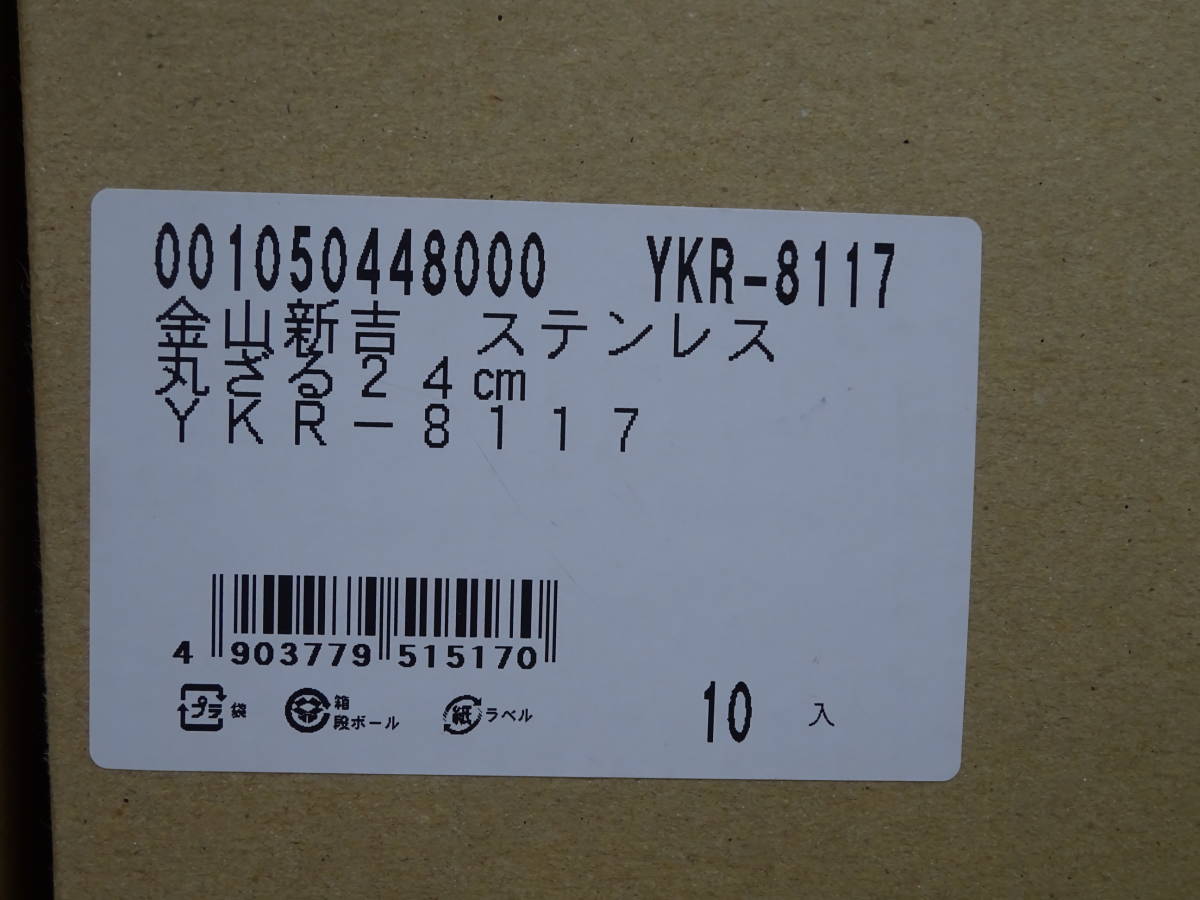 001050448000 YKR-8117
金山新吉　ステンレス
丸ざる２４cm
ＹＫＲ－８１１７
4 903779 515170
プラ 袋 箱 段ボール 紙 ラベル
10 入